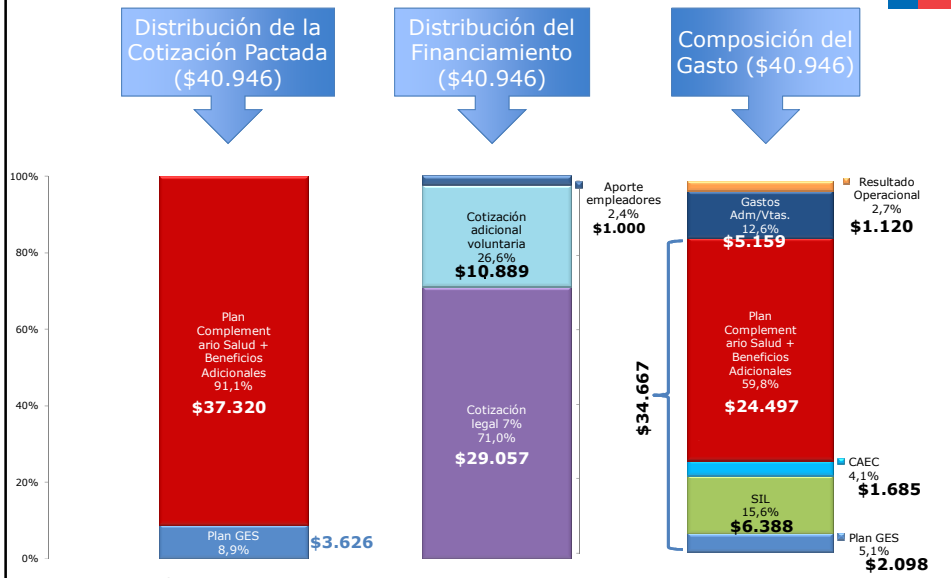 Distribución de la
Cotización Pactada
($40.946)
Distribución del
Financiamiento
($40.946)
Composición del
Gasto ($40.946)
100%
80%
60%
40%
20%
0%
Plan
Complement
ario Salud +
Beneficios
Adicionales
91,1%
$37.320
Plan GES
8,9%
$3.626
Aporte
empleadores
2,4%
$1.000
Cotización
adicional
voluntaria
26,6%
$10.889
Cotización
legal 7%
71,0%
$29.057
Resultado
Operacional
2,7%
$1.120
Gastos
Adm/Vtas.
12,6%
$5.159
$34.667
Plan
Complement
ario Salud +
Beneficios
Adicionales
59,8%
$24.497
CAEC
4,1%
$1.685
SIL
15,6%
$6.388
Plan GES
5,1%
$2.098